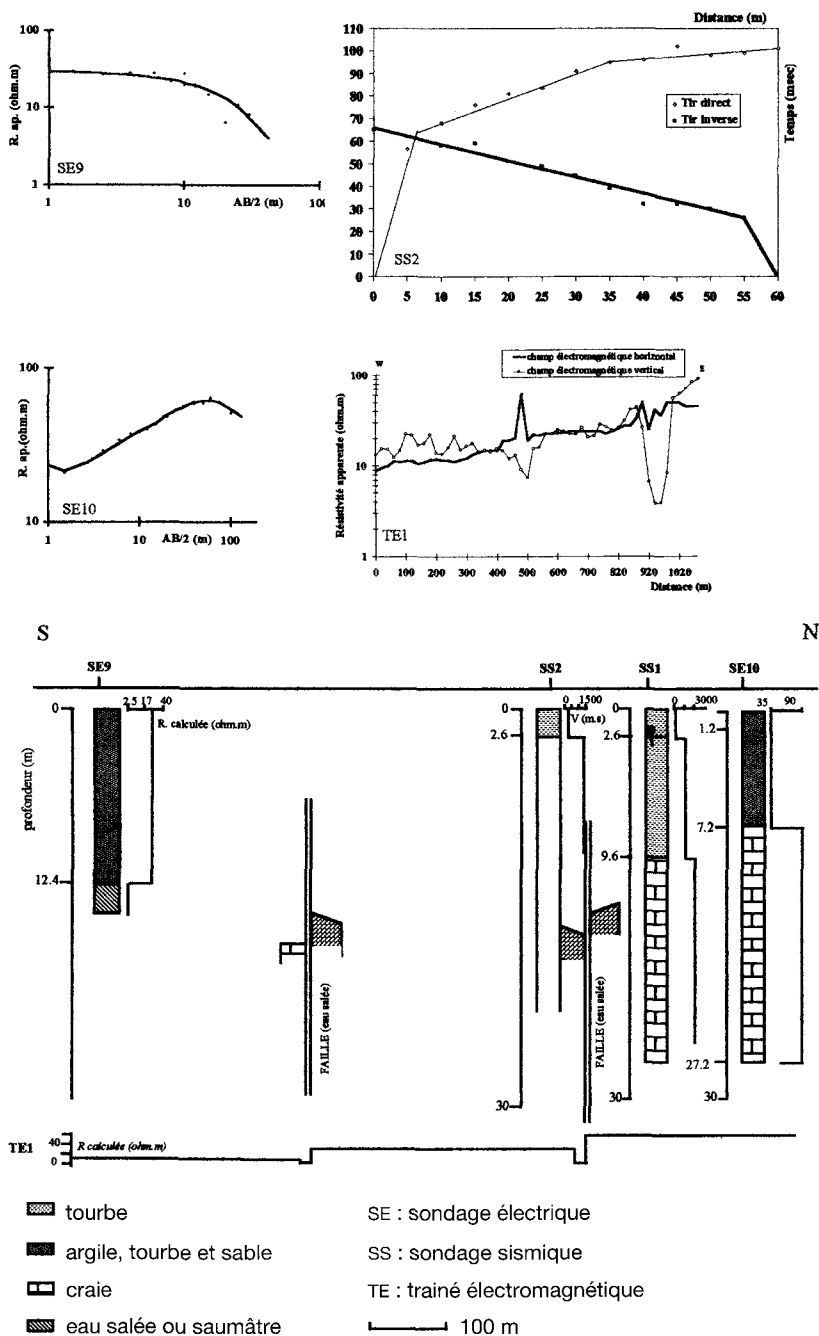 100
10
1
R. ap. (ohm.m)
SE9
1
10
AB/2 (m)
Distance (m)
110
100
90
80
70
60
50
40
30
20
10
0
Temps (msec)
Tir direct
Tir inverse
SS2
0 5 10 15 20 25 30 35 40 45 50 55 60
100
10
R. ap.(ohm.m)
SE10
1
10
AB/2 (m)
100
w
E
champ électromagnétique horizontal
champ électromagnétique vertical
100
10
1
Résistivité apparente (ohm.m)
TE1
0 100 200 300 400 500 600 700 820 920 1020
Distance (m)
S
N
SE9
SS2
SS1
SE10
profondeur (m)
0
12.4
2.5 17 40
R. calculée (ohm.m)
FAILLE (eau salée)
0
2.6
30
0 1500
V (m.s)
FAILLE (eau salée)
0
2.6
9.6
30
0 3000
0
1.2
7.2
27.2
30
35 90
TE1
40
0
R calculée (ohm.m)
tourbe
SE : sondage électrique
argile, tourbe et sable
SS : sondage sismique
craie
TE : trainé électromagnétique
eau salée ou saumâtre
100 m